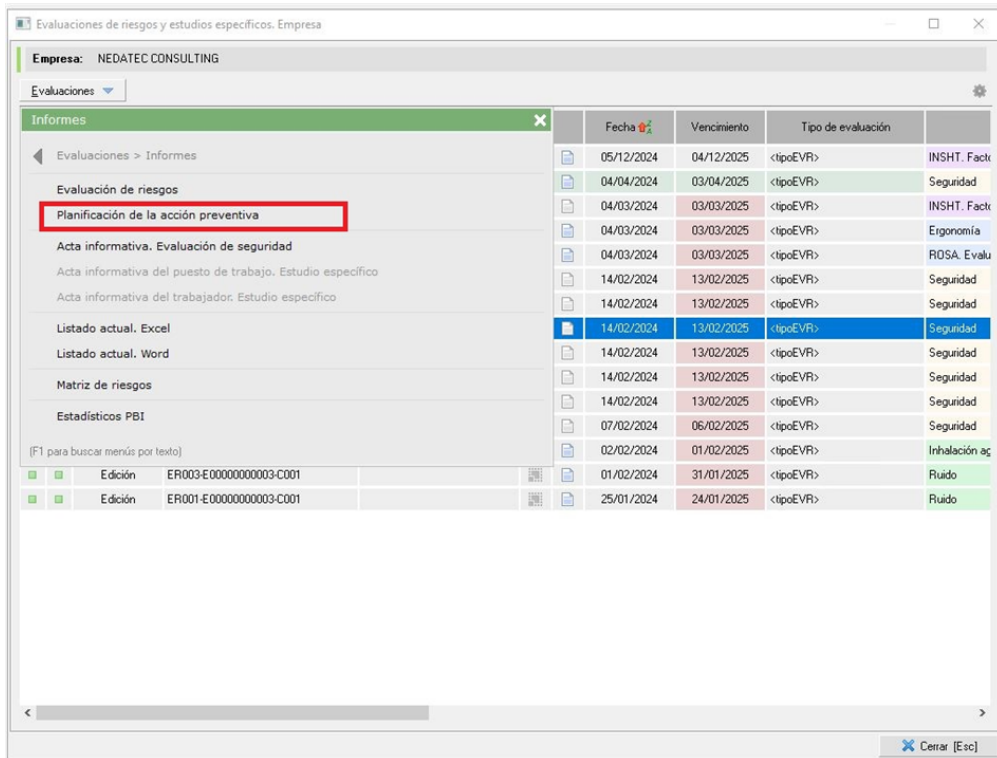 Evaluaciones de riesgos y estudios específicos. Empresa
Empresa: NEDATEC CONSULTING
Evaluaciones
Informes
Fecha Vencimiento Tipo de evaluación
Evaluaciones > Informes
05/12/2024 04/12/2025 <tipoEVR> INSHT. Facto
Evaluación de riesgos
04/04/2024 03/04/2025 <tipoEVR> Seguridad
Planificación de la acción preventiva
04/03/2024 03/03/2025 <tipoEVR> INSHT. Facto
04/03/2024 03/03/2025 <tipoEVR> Ergonomía
Acta informativa. Evaluación de seguridad
04/03/2024 03/03/2025 <tipoEVR> ROSA. Evalu
Acta informativa del puesto de trabajo. Estudio específico
14/02/2024 13/02/2025 <tipoEVR> Seguridad
Acta informativa del trabajador. Estudio específico
14/02/2024 13/02/2025 <tipoEVR> Seguridad
Listado actual. Excel
14/02/2024 13/02/2025 <tipoEVR> Seguridad
Listado actual. Word
14/02/2024 13/02/2025 <tipoEVR> Seguridad
Matriz de riesgos
14/02/2024 13/02/2025 <tipoEVR> Seguridad
14/02/2024 13/02/2025 <tipoEVR> Seguridad
Estadísticos PBI
07/02/2024 06/02/2025 <tipoEVR> Seguridad
(F1 para buscar menús por texto)
02/02/2024 01/02/2025 <tipoEVR> Inhalación ag
Edición ER003-E00000000003-C001 01/02/2024 31/01/2025 <tipoEVR> Ruido
Edición ER001-E00000000003-C001 25/01/2024 24/01/2025 <tipoEVR> Ruido
Cerrar [Esc]